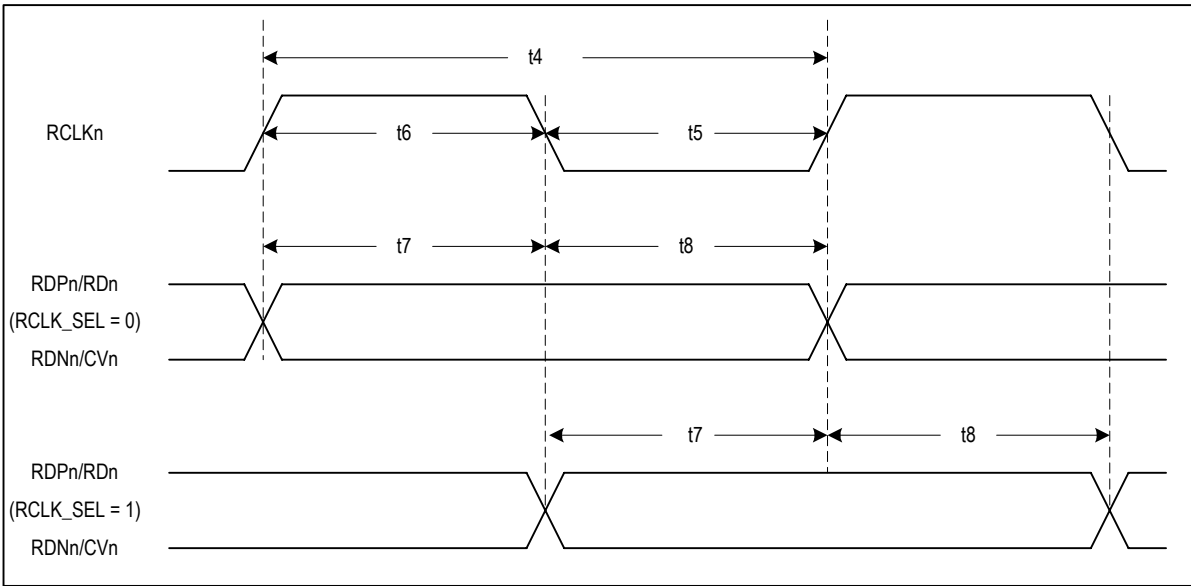 t4
RCLKn
t6
t5
t7
t8
RDPn/RDn
(RCLK_SEL = 0)
RDNn/CVn
t7
t8
RDPn/RDn
(RCLK_SEL = 1)
RDNn/CVn